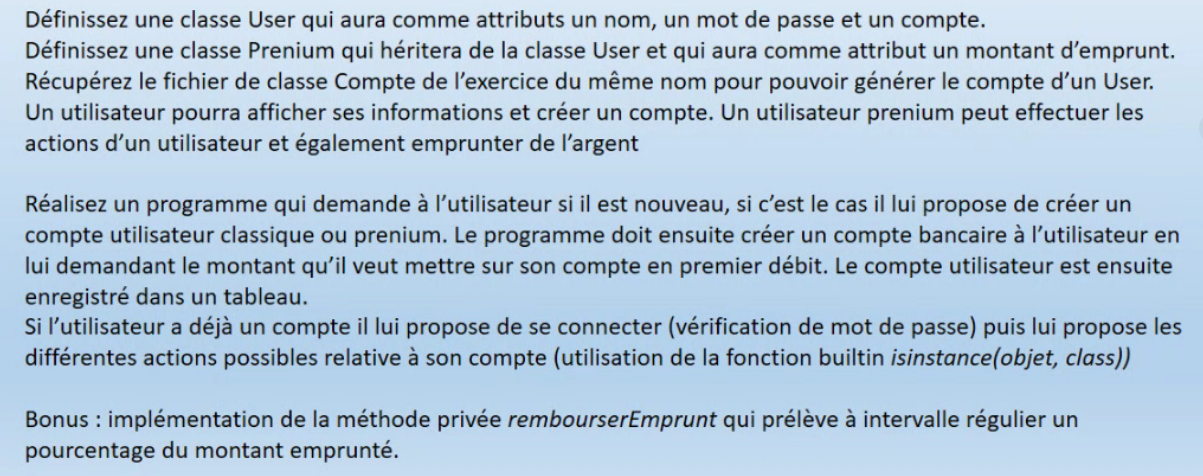 Définissez une classe User qui aura comme attributs un nom, un mot de passe et un compte.
Définissez une classe Prenium qui héritera de la classe User et qui aura comme attribut un montant d’emprunt.
Récupérez le fichier de classe Compte de l’exercice du même nom pour pouvoir générer le compte d’un User.
Un utilisateur pourra afficher ses informations et créer un compte. Un utilisateur prenium peut effectuer les
actions d’un utilisateur et également emprunter de l’argent
Réalisez un programme qui demande à l’utilisateur si il est nouveau, si c’est le cas il lui propose de créer un
compte utilisateur classique ou prenium. Le programme doit ensuite créer un compte bancaire à l’utilisateur en
lui demandant le montant qu’il veut mettre sur son compte en premier débit. Le compte utilisateur est ensuite
enregistré dans un tableau.
Si l’utilisateur a déjà un compte il lui propose de se connecter (vérification de mot de passe) puis lui propose les
différentes actions possibles relative à son compte (utilisation de la fonction builtin isinstance(objet, class))
Bonus : implémentation de la méthode privée rembourserEmprunt qui prélève à intervalle régulier un
pourcentage du montant emprunté.